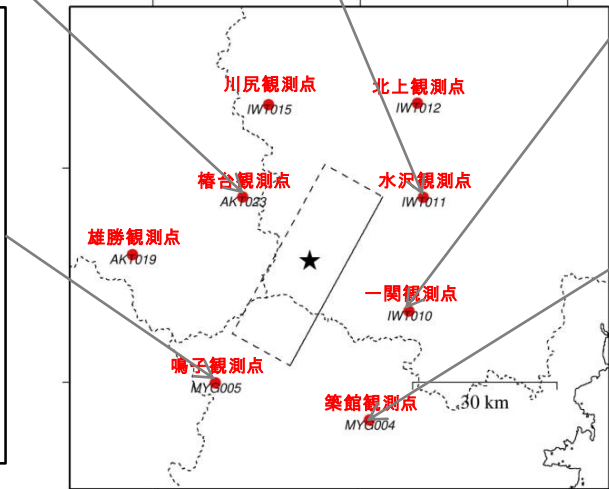 川尻観測点
IWT015
北上観測点
IWT012
椿台観測点
AKT023
水沢観測点
IWT011
雄勝観測点
AKT019
一関観測点
IWT010
鳴子観測点
MYG005
築館観測点
MYG004
30 km